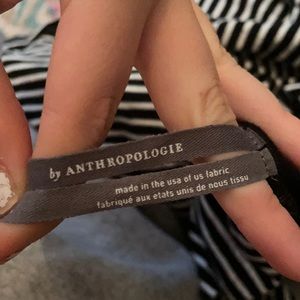 by ANTHROPOLOGIE
made in the usa of us fabric
fabriqué aux etats unis de nous tissu